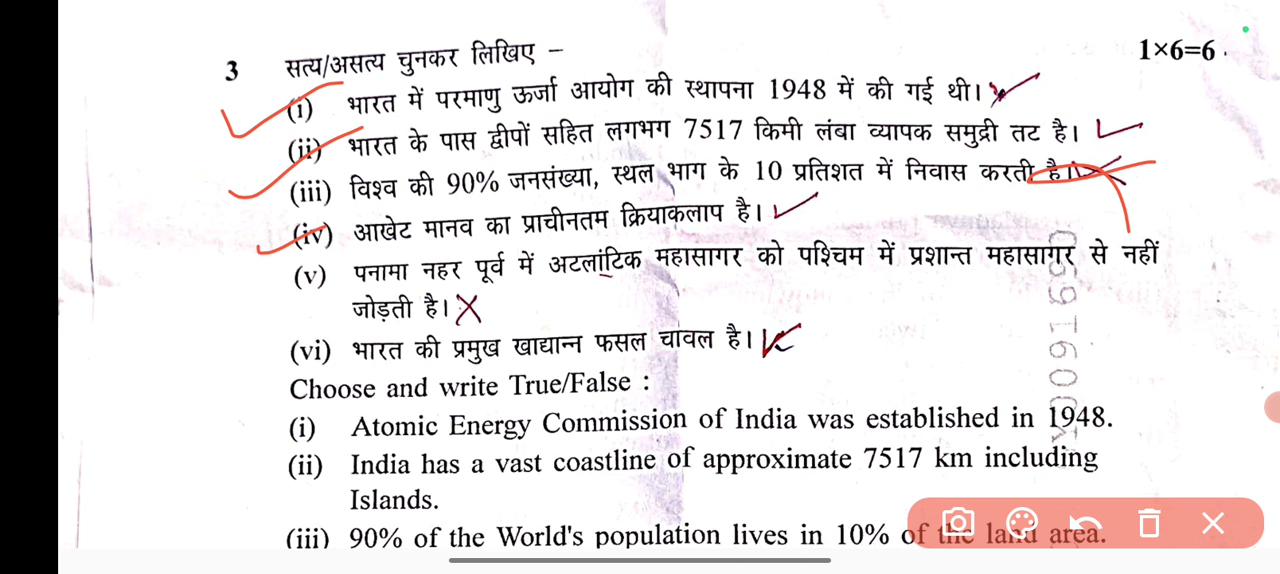 3 सत्य/असत्य चुनकर लिखिए – 1×6=6
(i) भारत में परमाणु ऊर्जा आयोग की स्थापना 1948 में की गई थी।
(ii) भारत के पास द्वीपों सहित लगभग 7517 किमी लंबा व्यापक समुद्री तट है।
(iii) विश्व की 90% जनसंख्या, स्थल भाग के 10 प्रतिशत में निवास करती है।
(iv) आखेट मानव का प्राचीनतम क्रियाकलाप है।
(v) पनामा नहर पूर्व में अटलांटिक महासागर को पश्चिम में प्रशान्त महासागर से नहीं
जोड़ती है।
(vi) भारत की प्रमुख खाद्यान्न फसल चावल है।
Choose and write True/False :
(i) Atomic Energy Commission of India was established in 1948.
(ii) India has a vast coastline of approximate 7517 km including
Islands.
(iii) 90% of the World's population lives in 10% of the land area.